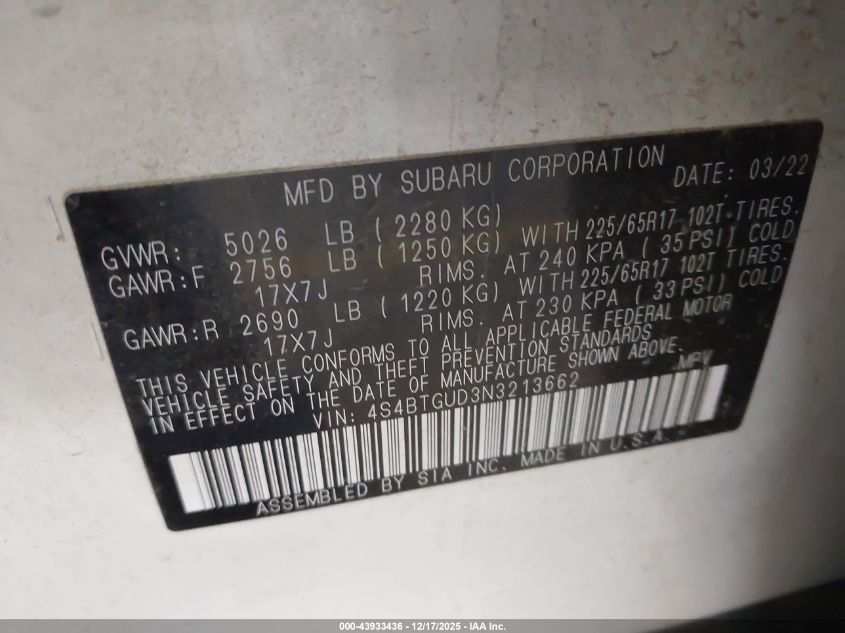 MFD BY SUBARU CORPORATION DATE: 03/22
GVWR: 5026 LB ( 2280 KG)
GAWR:F 2756 LB ( 1250 KG) WITH 225/65R17 102T TIRES.
17X7J RIMS. AT 240 KPA ( 35 PSI) COLD
GAWR:R 2690 LB ( 1220 KG) WITH 225/65R17 102T TIRES.
17X7J RIMS. AT 230 KPA ( 33 PSI) COLD
THIS VEHICLE CONFORMS TO ALL APPLICABLE FEDERAL MOTOR
VEHICLE SAFETY AND THEFT PREVENTION STANDARDS
IN EFFECT ON THE DATE OF MANUFACTURE SHOWN ABOVE.
VIN: 4S4BTGUD3N3213662 MPV
ASSEMBLED BY SIA INC. MADE IN U.S.A.
000-43933436 - 12/17/2025 - IAA Inc.